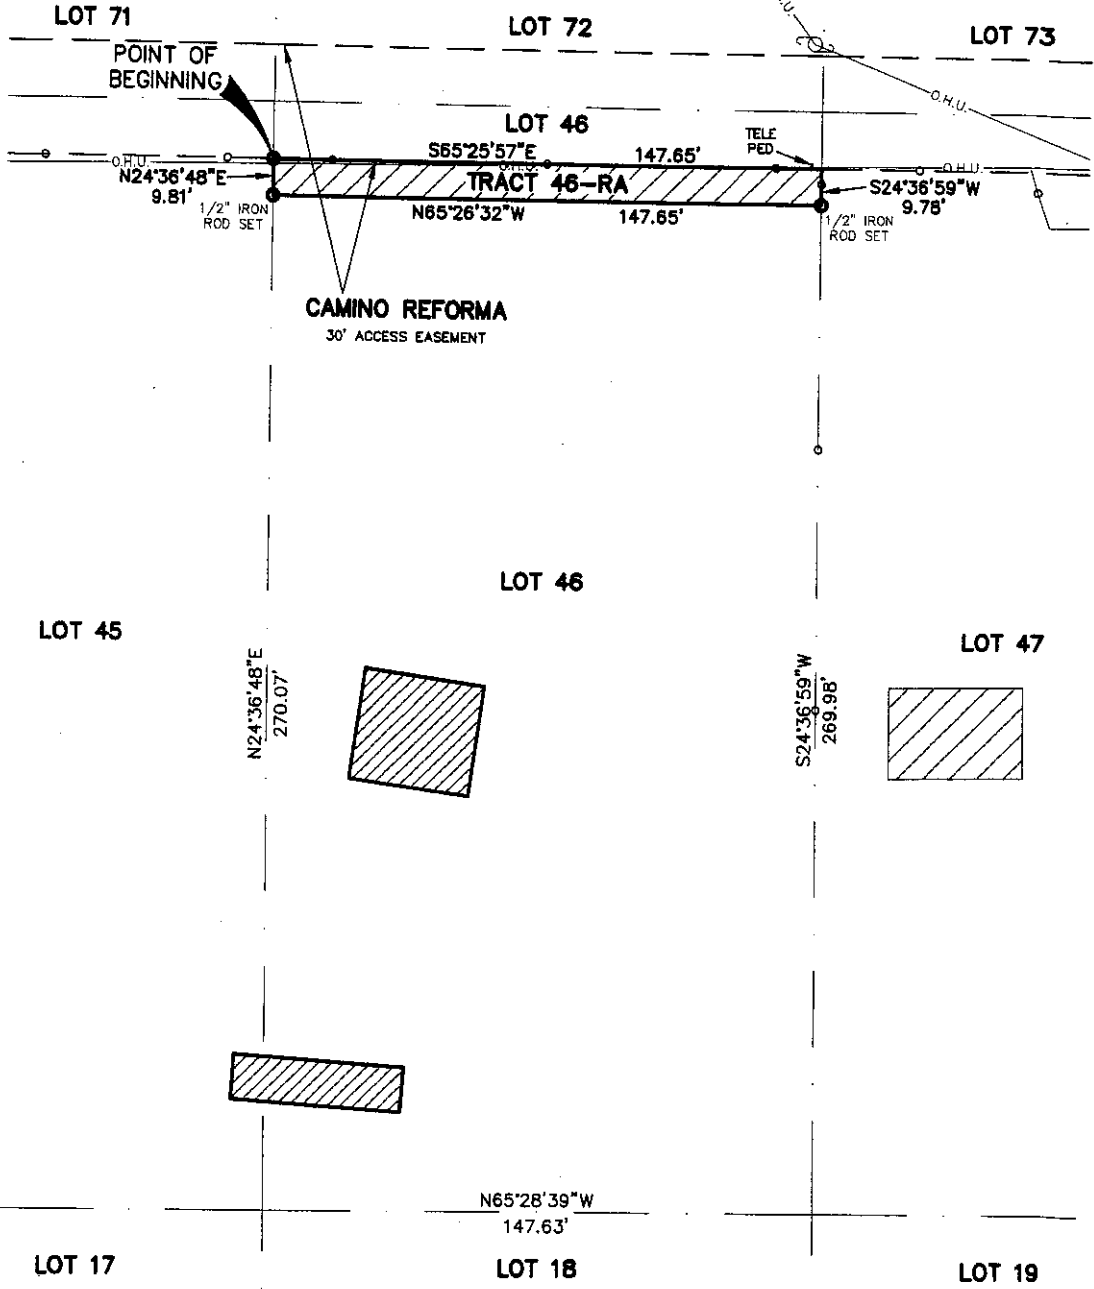 LOT 71
LOT 72
LOT 73
POINT OF
BEGINNING
O.H.U.
LOT 46
TELE
PED
O.H.U.
S65°25'57"E
147.65'
O.H.U.
O.H.U.
N24°36'48"E
9.81'
TRACT 46-RA
S24°36'59"W
9.78'
1/2" IRON
ROD SET
N65°26'32"W
147.65'
1/2" IRON
ROD SET
CAMINO REFORMA
30' ACCESS EASEMENT
LOT 46
LOT 45
LOT 47
N24°36'48"E
270.07'
S24°36'59"W
269.98'
N65°28'39"W
147.63'
LOT 17
LOT 18
LOT 19